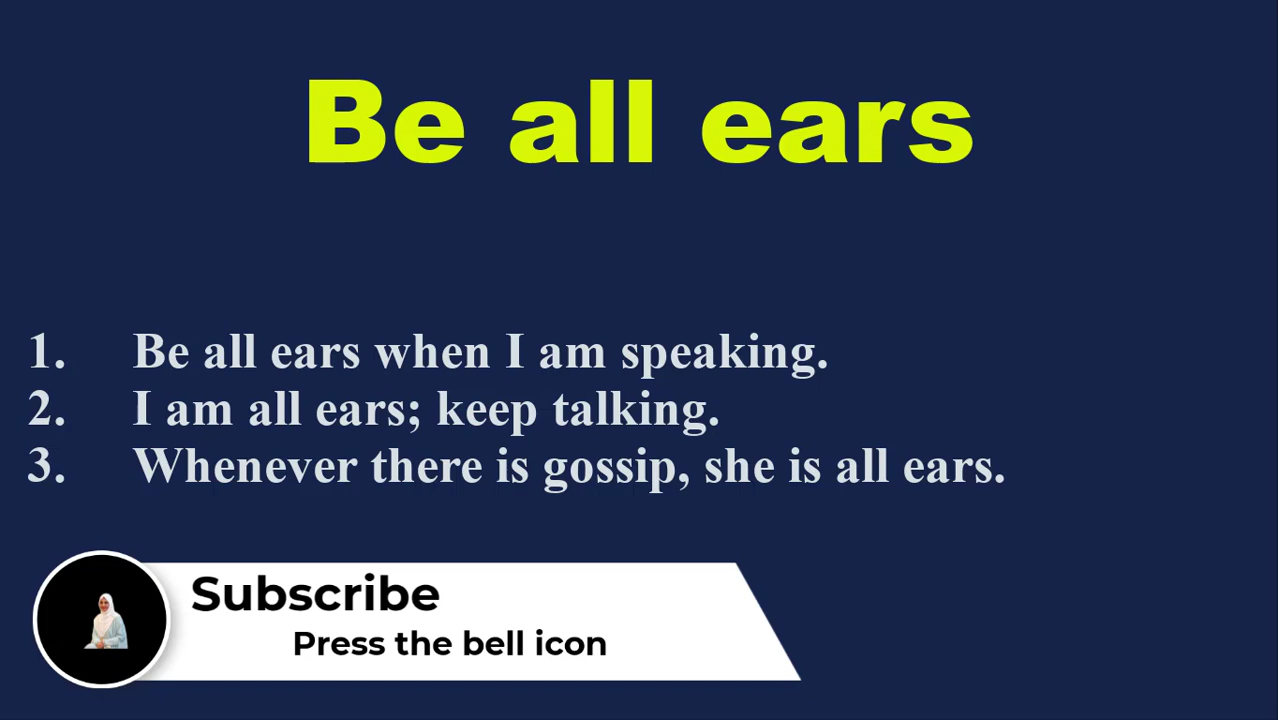 Be all ears
1. Be all ears when I am speaking.
2. I am all ears; keep talking.
3. Whenever there is gossip, she is all ears.
Subscribe
Press the bell icon